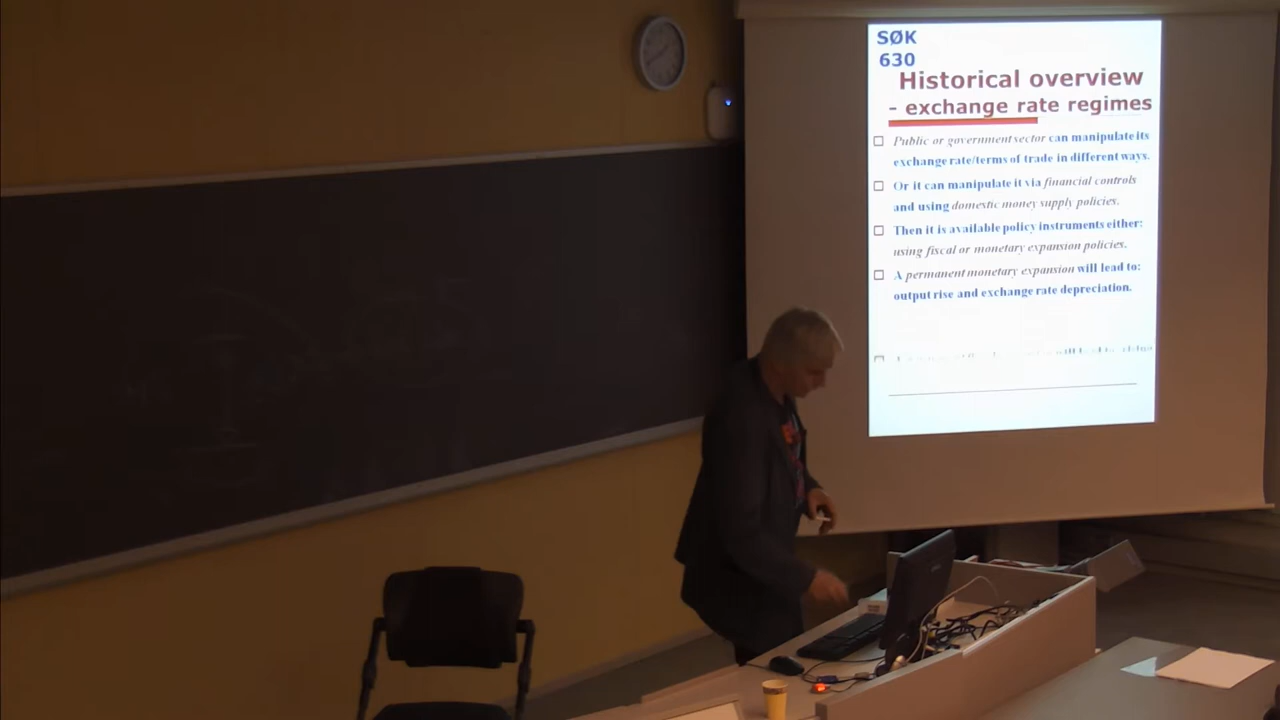 SØK
630
Historical overview
- exchange rate regimes
Public or government sector can manipulate its
exchange rate/terms of trade in different ways.
Or it can manipulate it via financial controls
and using domestic money supply policies.
Then it is available policy instruments either:
using fiscal or monetary expansion policies.
A permanent monetary expansion will lead to:
output rise and exchange rate depreciation.